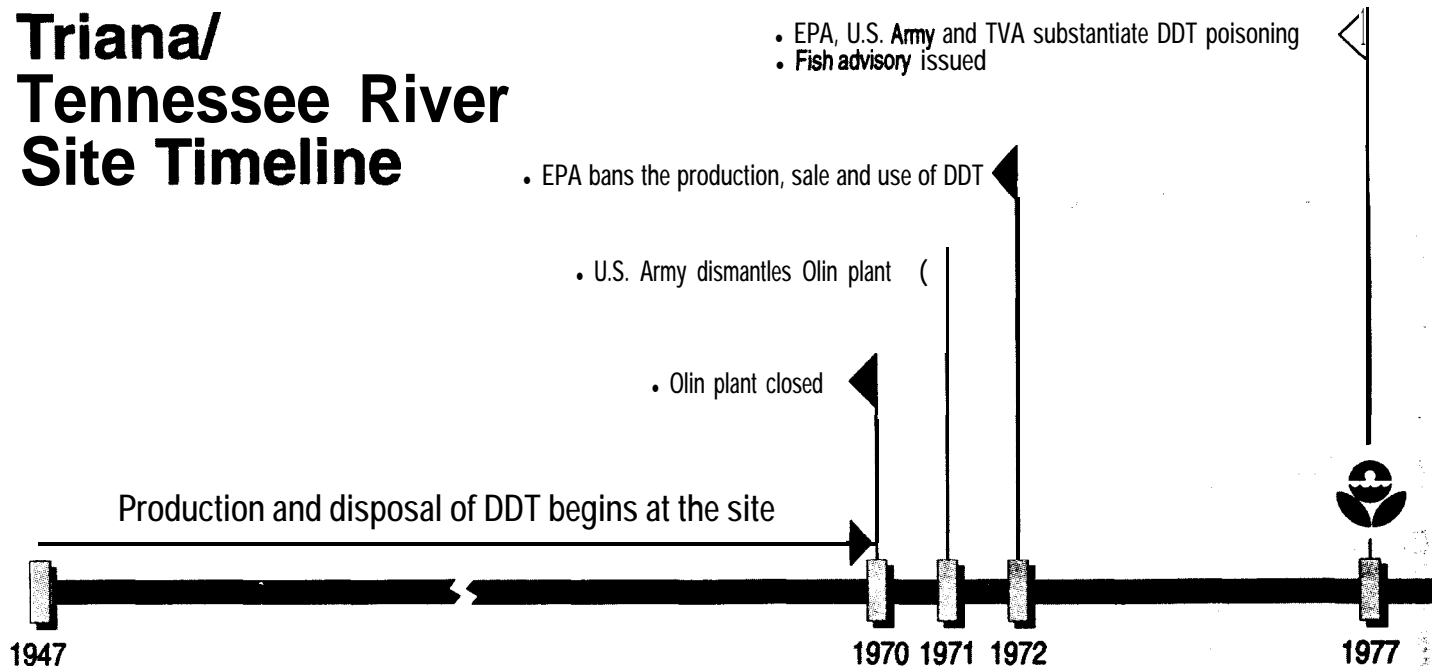 Triana/
Tennessee River
Site Timeline
• EPA, U.S. Army and TVA substantiate DDT poisoning
• Fish advisory issued
• EPA bans the production, sale and use of DDT
• U.S. Army dismantles Olin plant (
• Olin plant closed
Production and disposal of DDT begins at the site
1947
1970 1971 1972
1977